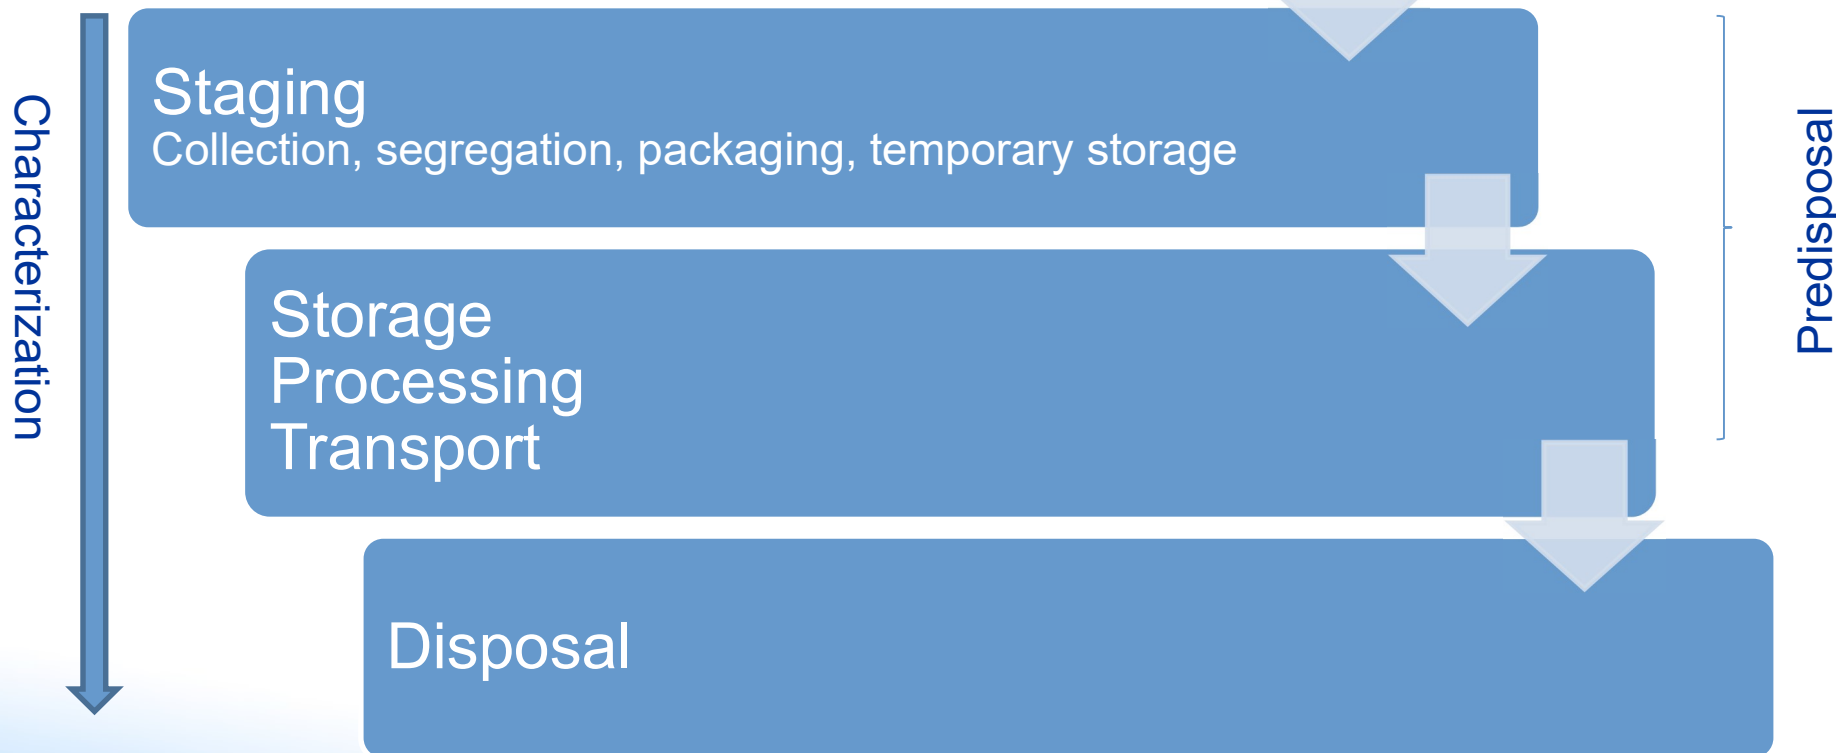 Characterization
Staging
Collection, segregation, packaging, temporary storage
Storage
Processing
Transport
Disposal
Predisposal